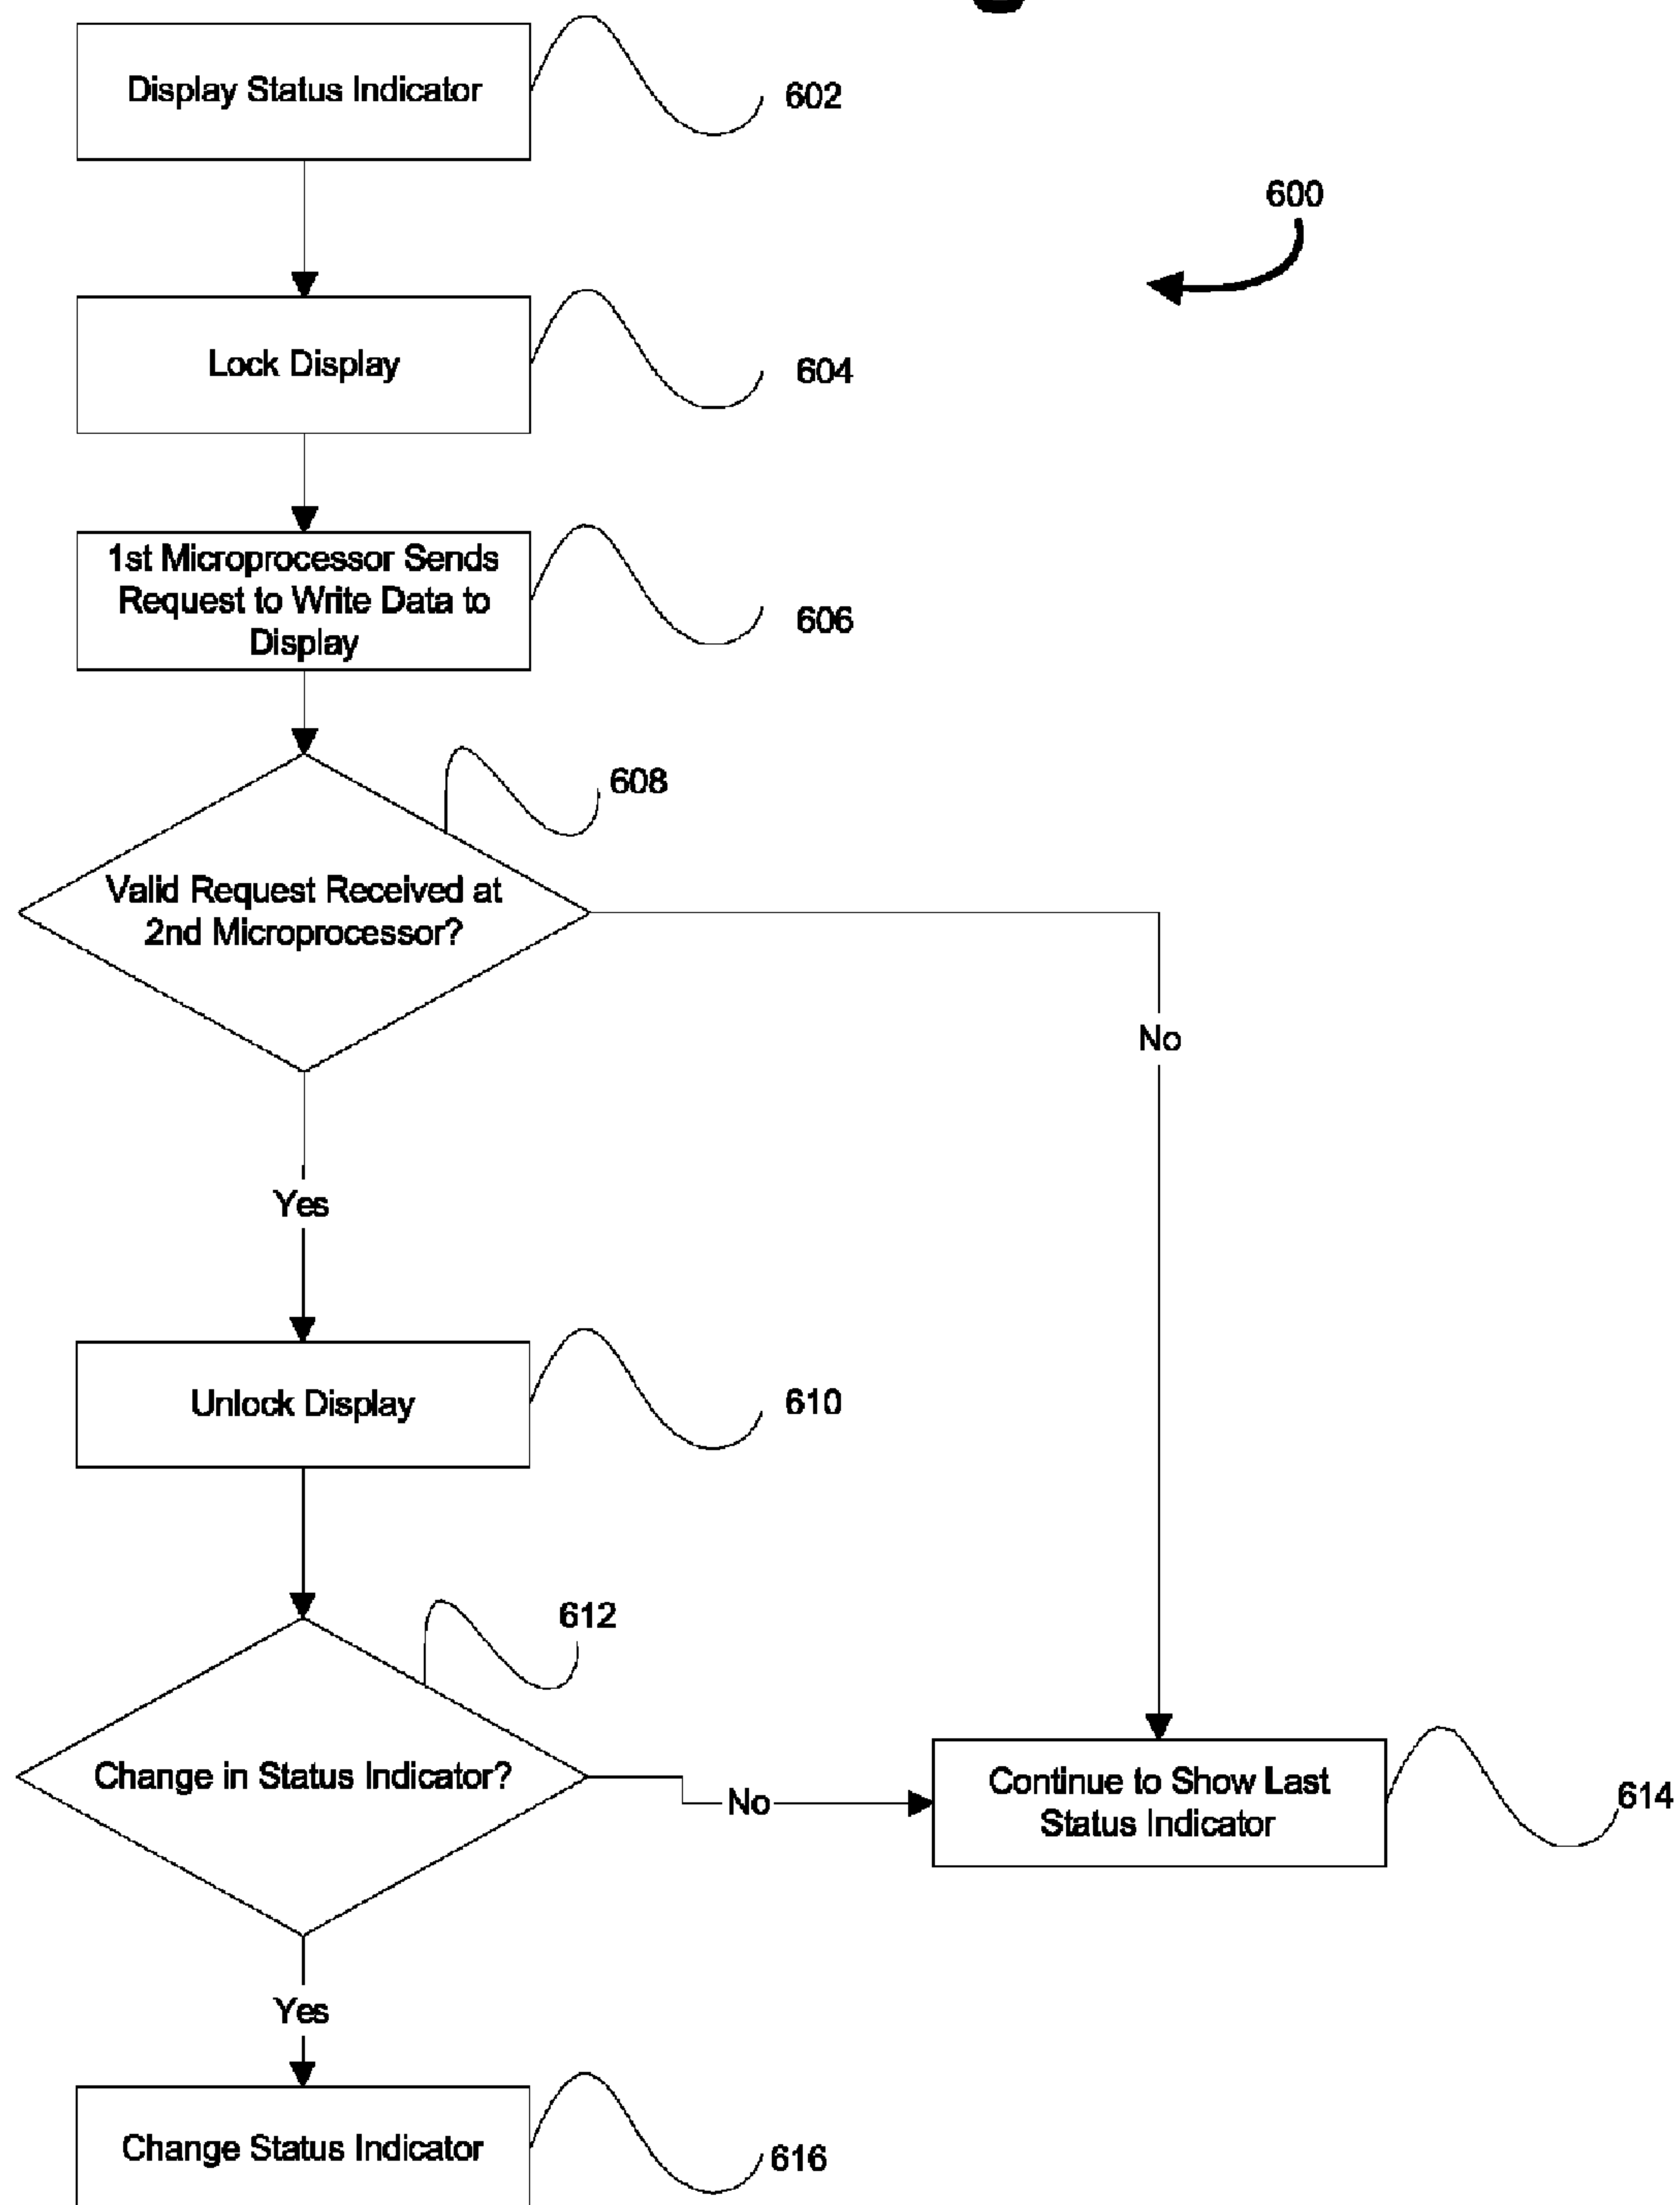 Display Status Indicator
602
600
Lock Display
604
1st Microprocessor Sends
Request to Write Data to
Display
606
608
Valid Request Received at
2nd Microprocessor?
No
Yes
Unlock Display
610
612
Change in Status Indicator?
No
Continue to Show Last
Status Indicator
614
Yes
Change Status Indicator
616